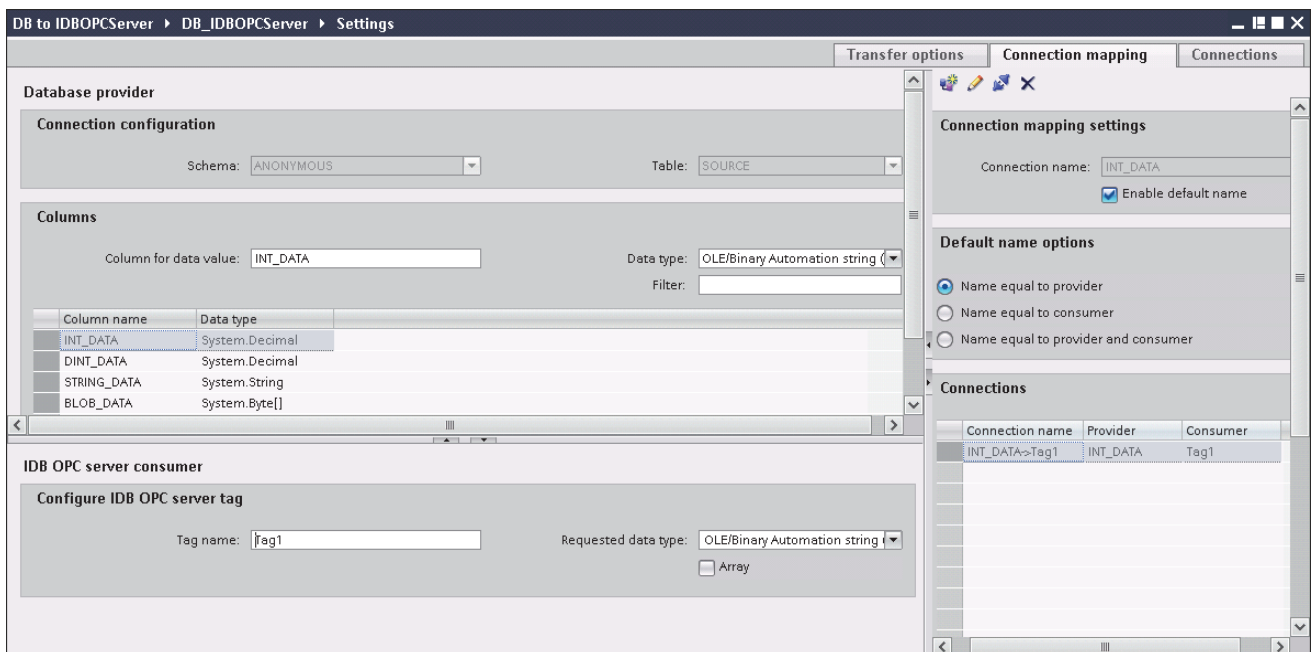 DB to IDBOPCServer ▸ DB_IDBOPCServer ▸ Settings
Transfer options Connection mapping Connections
Database provider
Connection configuration
Schema: ANONYMOUS Table: SOURCE
Columns
Column for data value: INT_DATA Data type: OLE/Binary Automation string (
Filter:
Column name Data type
INT_DATA System.Decimal
DINT_DATA System.Decimal
STRING_DATA System.String
BLOB_DATA System.Byte[]
IDB OPC server consumer
Configure IDB OPC server tag
Tag name: Tag1 Requested data type: OLE/Binary Automation string
Array
Connection mapping settings
Connection name: INT_DATA
Enable default name
Default name options
Name equal to provider
Name equal to consumer
Name equal to provider and consumer
Connections
Connection name Provider Consumer
INT_DATA->Tag1 INT_DATA Tag1